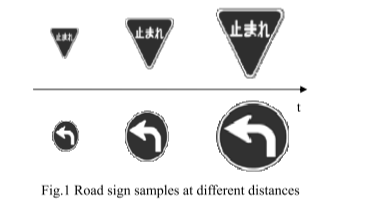 止まれ
止まれ
止まれ
t
Fig.1 Road sign samples at different distances